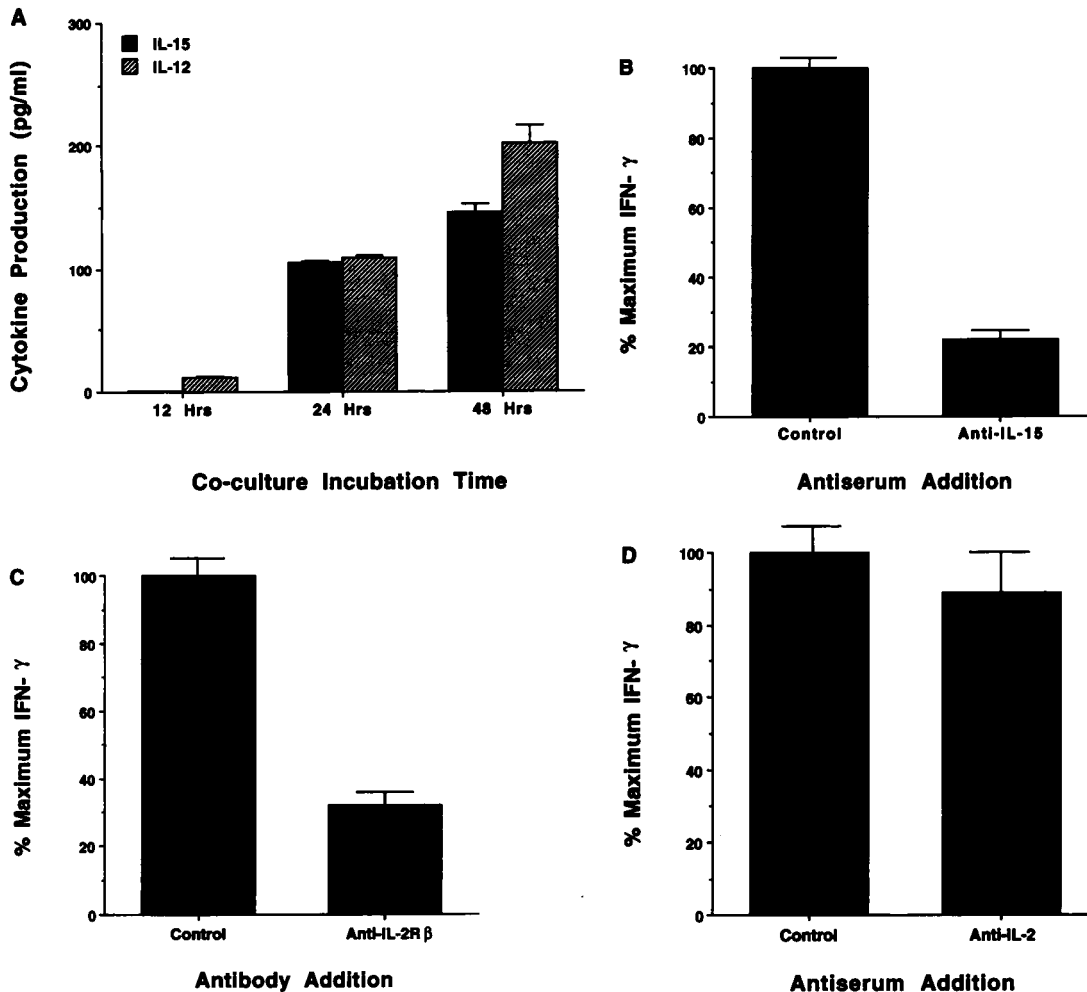 A
Cytokine Production (pg/ml)
300
200
100
0
IL-15
IL-12
12 Hrs
24 Hrs
48 Hrs
Co-culture Incubation Time
B
% Maximum IFN- γ
100
80
60
40
20
0
Control
Anti-IL-15
Antiserum Addition
C
% Maximum IFN- γ
100
80
60
40
20
0
Control
Anti-IL-2R β
Antibody Addition
D
% Maximum IFN- γ
100
80
60
40
20
0
Control
Anti-IL-2
Antiserum Addition